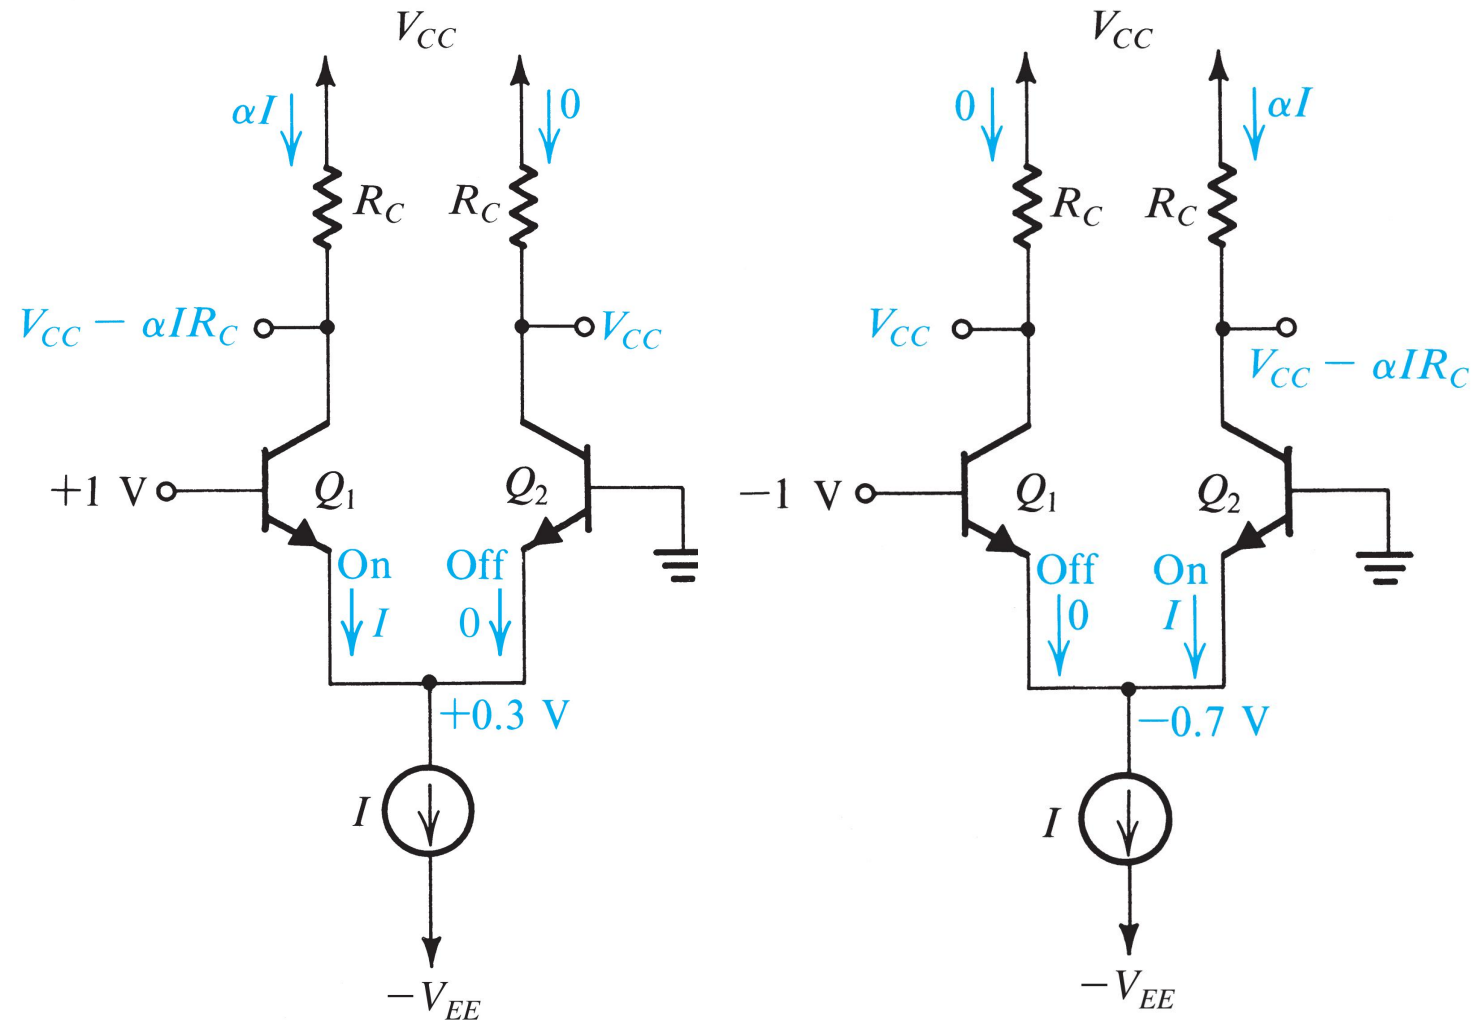 V_CC
αI
0
R_C
R_C
V_CC − αIR_C
V_CC
+1 V
Q_1
Q_2
On
Off
I
0
+0.3 V
I
−V_EE
V_CC
0
αI
R_C
R_C
V_CC
V_CC − αIR_C
−1 V
Q_1
Q_2
Off
On
0
I
−0.7 V
I
−V_EE